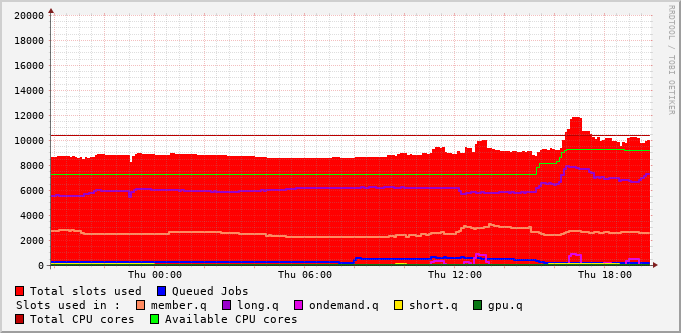 20000
18000
16000
14000
12000
10000
8000
6000
4000
2000
0
Thu 00:00 Thu 06:00 Thu 12:00 Thu 18:00
RRDTOOL / TOBI OETIKER
Total slots used Queued Jobs
Slots used in : member.q long.q ondemand.q short.q gpu.q
Total CPU cores Available CPU cores